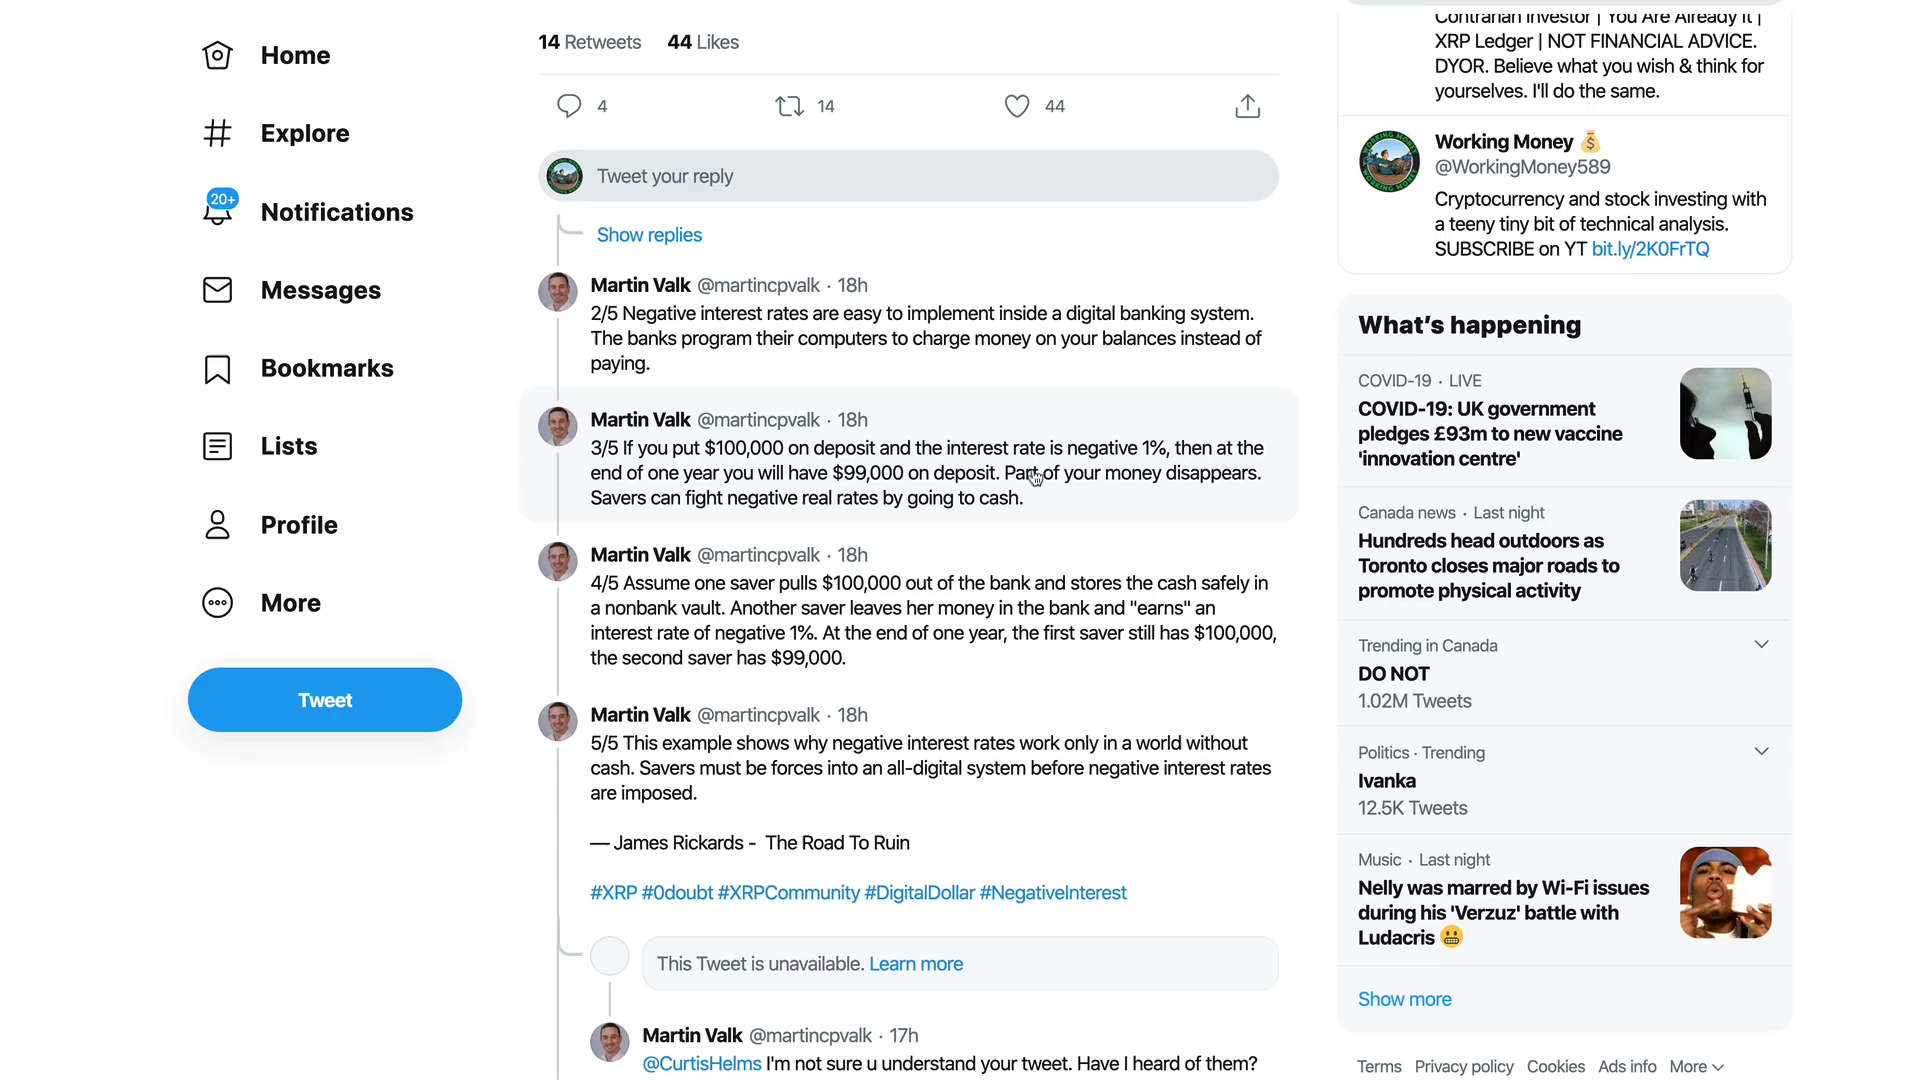 Home
Explore
20+
Notifications
Messages
Bookmarks
Lists
Profile
More
Tweet
14 Retweets 44 Likes
4 14 44
Tweet your reply
Show replies
Martin Valk @martincpvalk · 18h
2/5 Negative interest rates are easy to implement inside a digital banking system.
The banks program their computers to charge money on your balances instead of
paying.
Martin Valk @martincpvalk · 18h
3/5 If you put $100,000 on deposit and the interest rate is negative 1%, then at the
end of one year you will have $99,000 on deposit. Part of your money disappears.
Savers can fight negative real rates by going to cash.
Martin Valk @martincpvalk · 18h
4/5 Assume one saver pulls $100,000 out of the bank and stores the cash safely in
a nonbank vault. Another saver leaves her money in the bank and "earns" an
interest rate of negative 1%. At the end of one year, the first saver still has $100,000,
the second saver has $99,000.
Martin Valk @martincpvalk · 18h
5/5 This example shows why negative interest rates work only in a world without
cash. Savers must be forces into an all-digital system before negative interest rates
are imposed.
— James Rickards - The Road To Ruin
#XRP #0doubt #XRPCommunity #DigitalDollar #NegativeInterest
This Tweet is unavailable. Learn more
Martin Valk @martincpvalk · 17h
@CurtisHelms I'm not sure u understand your tweet. Have I heard of them?
Contrarian Investor | You Are Already It |
XRP Ledger | NOT FINANCIAL ADVICE.
DYOR. Believe what you wish & think for
yourselves. I'll do the same.
Working Money 💰
@WorkingMoney589
Cryptocurrency and stock investing with
a teeny tiny bit of technical analysis.
SUBSCRIBE on YT bit.ly/2K0FrTQ
What's happening
COVID-19 · LIVE
COVID-19: UK government
pledges £93m to new vaccine
'innovation centre'
Canada news · Last night
Hundreds head outdoors as
Toronto closes major roads to
promote physical activity
Trending in Canada
DO NOT
1.02M Tweets
Politics · Trending
Ivanka
12.5K Tweets
Music · Last night
Nelly was marred by Wi-Fi issues
during his 'Verzuz' battle with
Ludacris 😬
Show more
Terms Privacy policy Cookies Ads info More